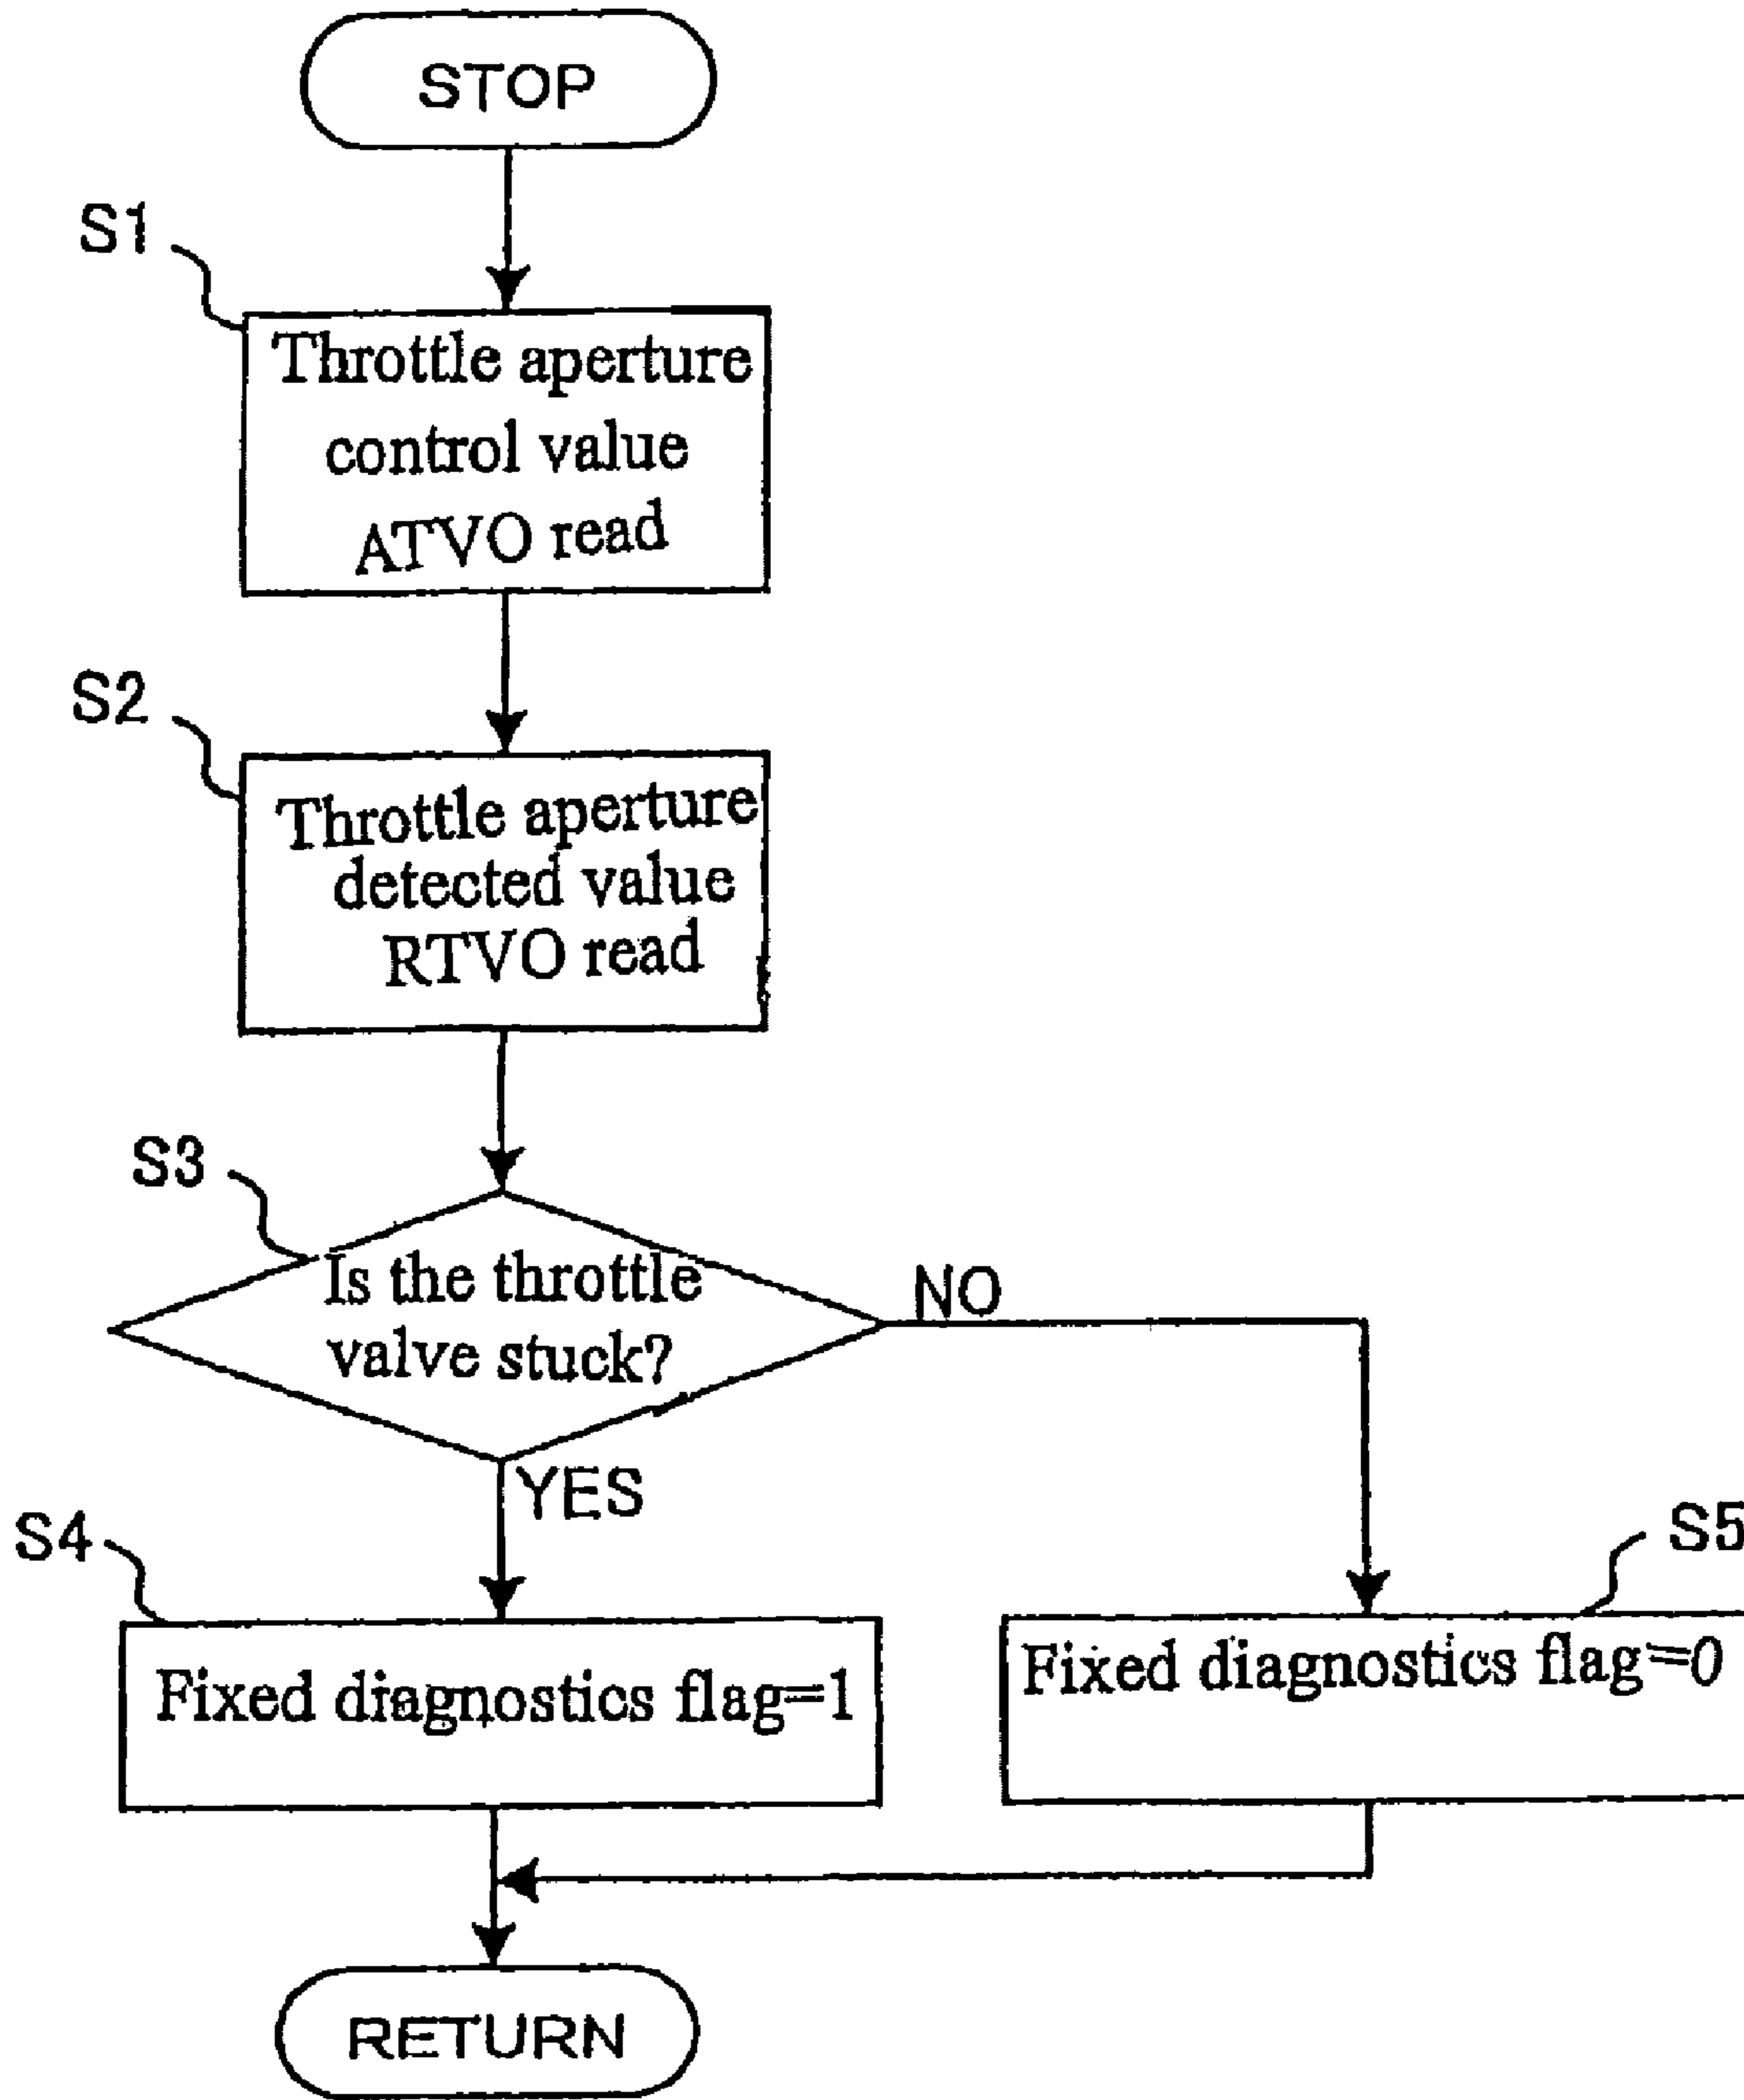 STOP
S1
Throttle aperture
control value
ATVO read
S2
Throttle aperture
detected value
RTVO read
S3
Is the throttle
valve stuck?
NO
YES
S4
Fixed diagnostics flag=1
S5
Fixed diagnostics flag=0
RETURN